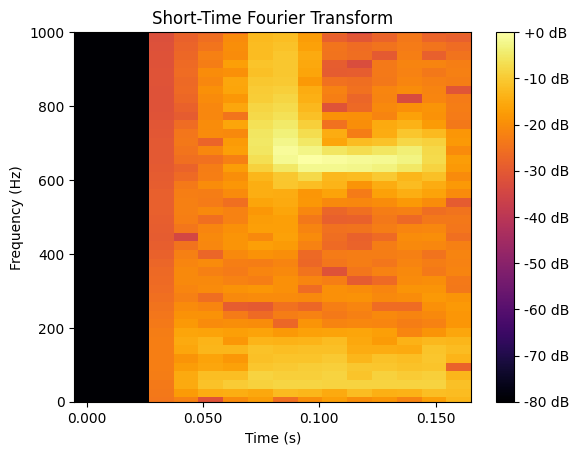 Short-Time Fourier Transform
1000
800
600
400
200
0
Frequency (Hz)
0.000
0.050
0.100
0.150
Time (s)
+0 dB
-10 dB
-20 dB
-30 dB
-40 dB
-50 dB
-60 dB
-70 dB
-80 dB